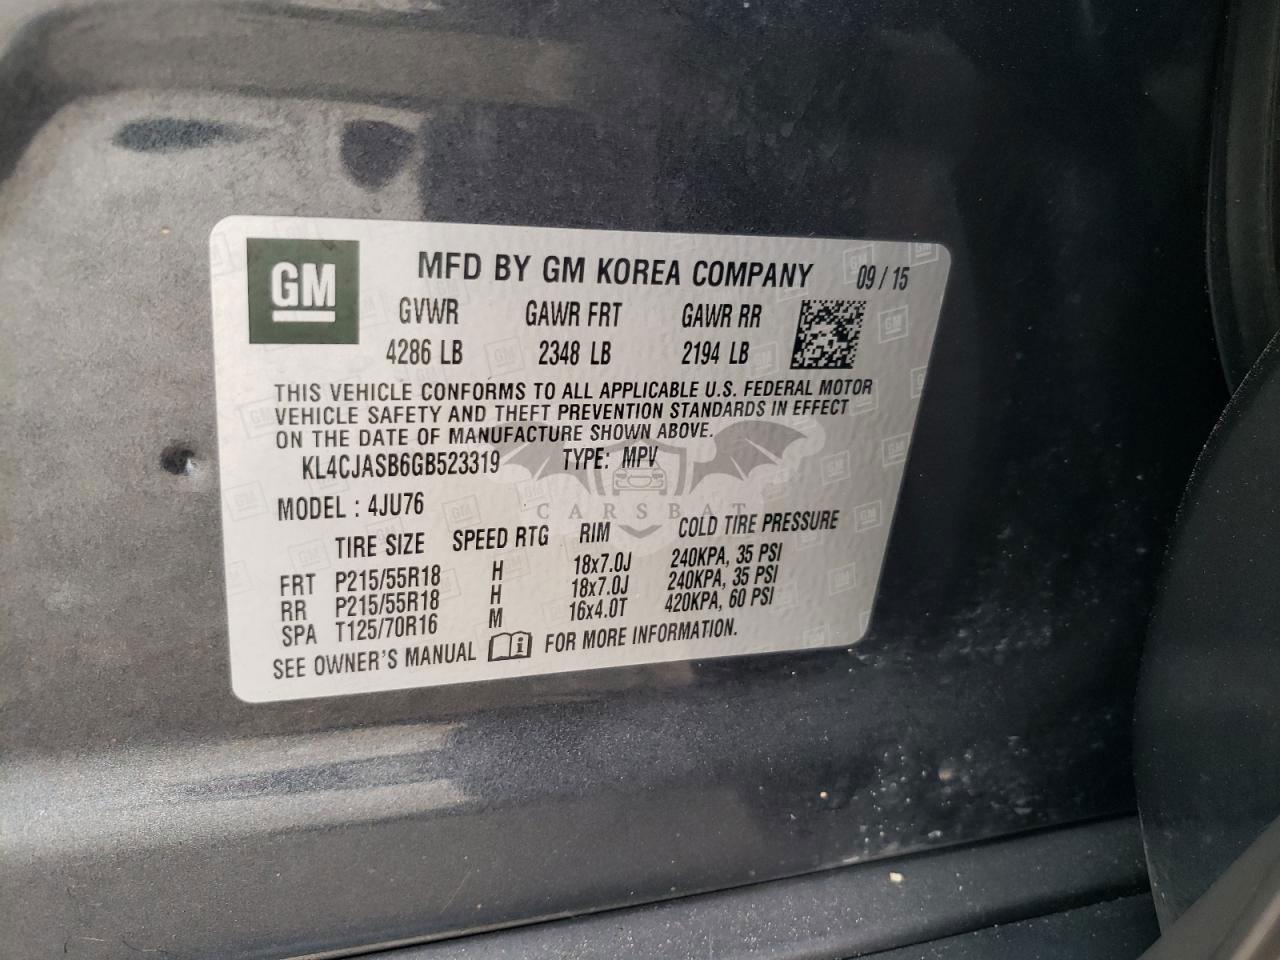 GM
MFD BY GM KOREA COMPANY 09 / 15
GVWR GAWR FRT GAWR RR
4286 LB 2348 LB 2194 LB
THIS VEHICLE CONFORMS TO ALL APPLICABLE U.S. FEDERAL MOTOR
VEHICLE SAFETY AND THEFT PREVENTION STANDARDS IN EFFECT
ON THE DATE OF MANUFACTURE SHOWN ABOVE.
KL4CJASB6GB523319 TYPE: MPV
CARSBAT
MODEL : 4JU76
TIRE SIZE SPEED RTG RIM COLD TIRE PRESSURE
FRT P215/55R18 H 18x7.0J 240KPA, 35 PSI
RR P215/55R18 H 18x7.0J 240KPA, 35 PSI
SPA T125/70R16 M 16x4.0T 420KPA, 60 PSI
SEE OWNER'S MANUAL FOR MORE INFORMATION.